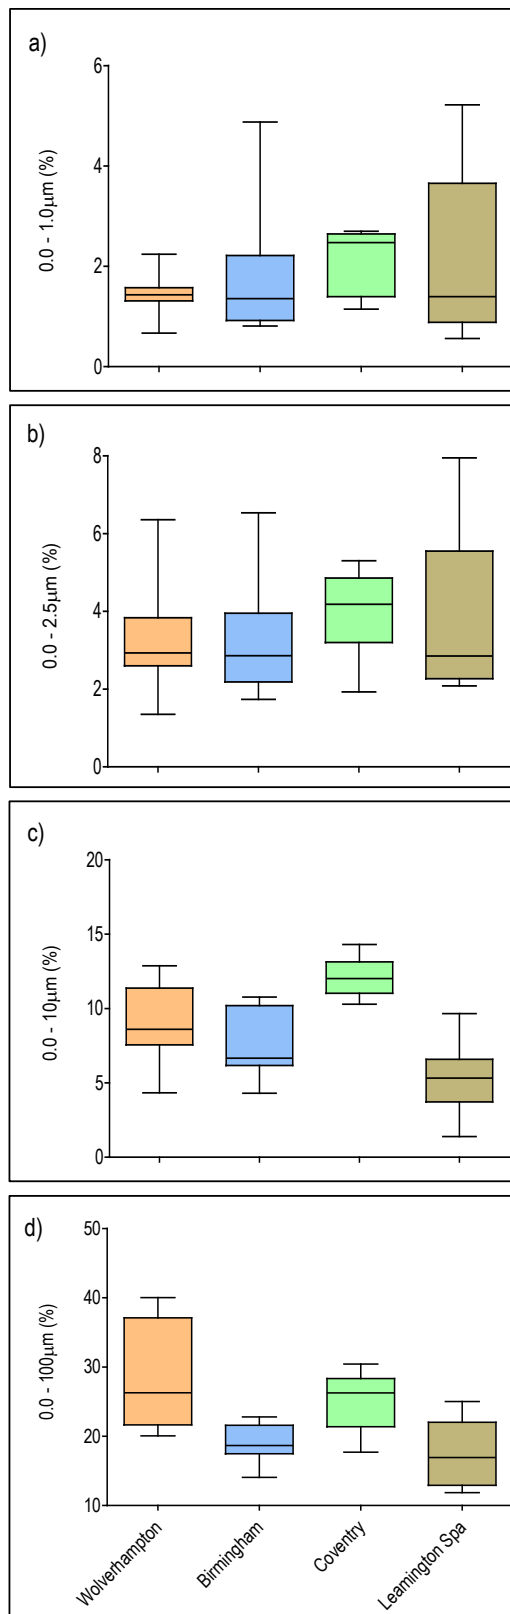 a)
0.0 - 1.0µm (%)
6
4
2
0
b)
0.0 - 2.5µm (%)
8
6
4
2
0
c)
0.0 - 10µm (%)
20
15
10
5
0
d)
0.0 - 100µm (%)
50
40
30
20
10
Wolverhampton
Birmingham
Coventry
Leamington Spa